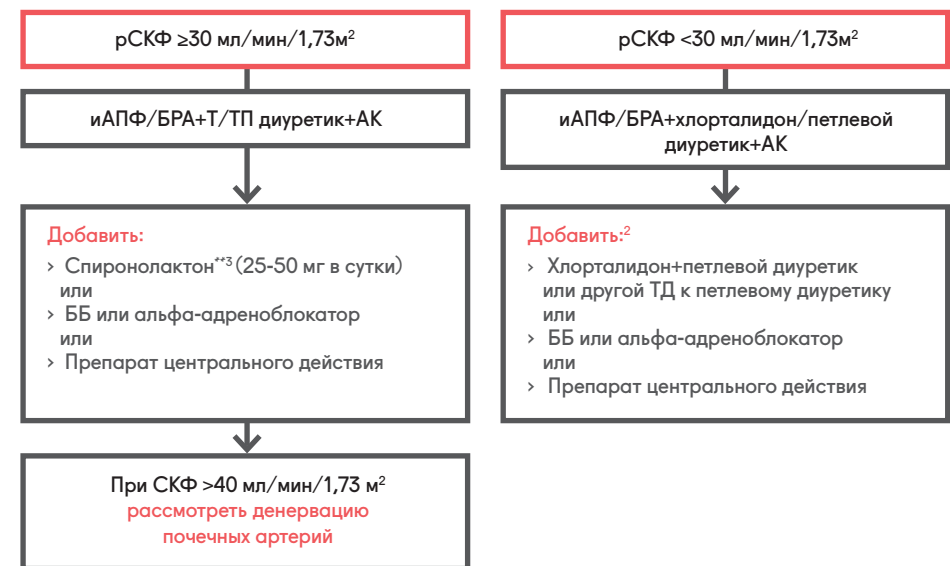 рСКФ ≥30 мл/мин/1,73м²
иАПФ/БРА+Т/ТП диуретик+АК
Добавить:
› Спиронолактон**³ (25-50 мг в сутки)
или
› ББ или альфа-адреноблокатор
или
› Препарат центрального действия
При СКФ >40 мл/мин/1,73 м²
рассмотреть денервацию
почечных артерий
рСКФ <30 мл/мин/1,73м²
иАПФ/БРА+хлорталидон/петлевой
диуретик+АК
Добавить:²
› Хлорталидон+петлевой диуретик
или другой ТД к петлевому диуретику
или
› ББ или альфа-адреноблокатор
или
› Препарат центрального действия